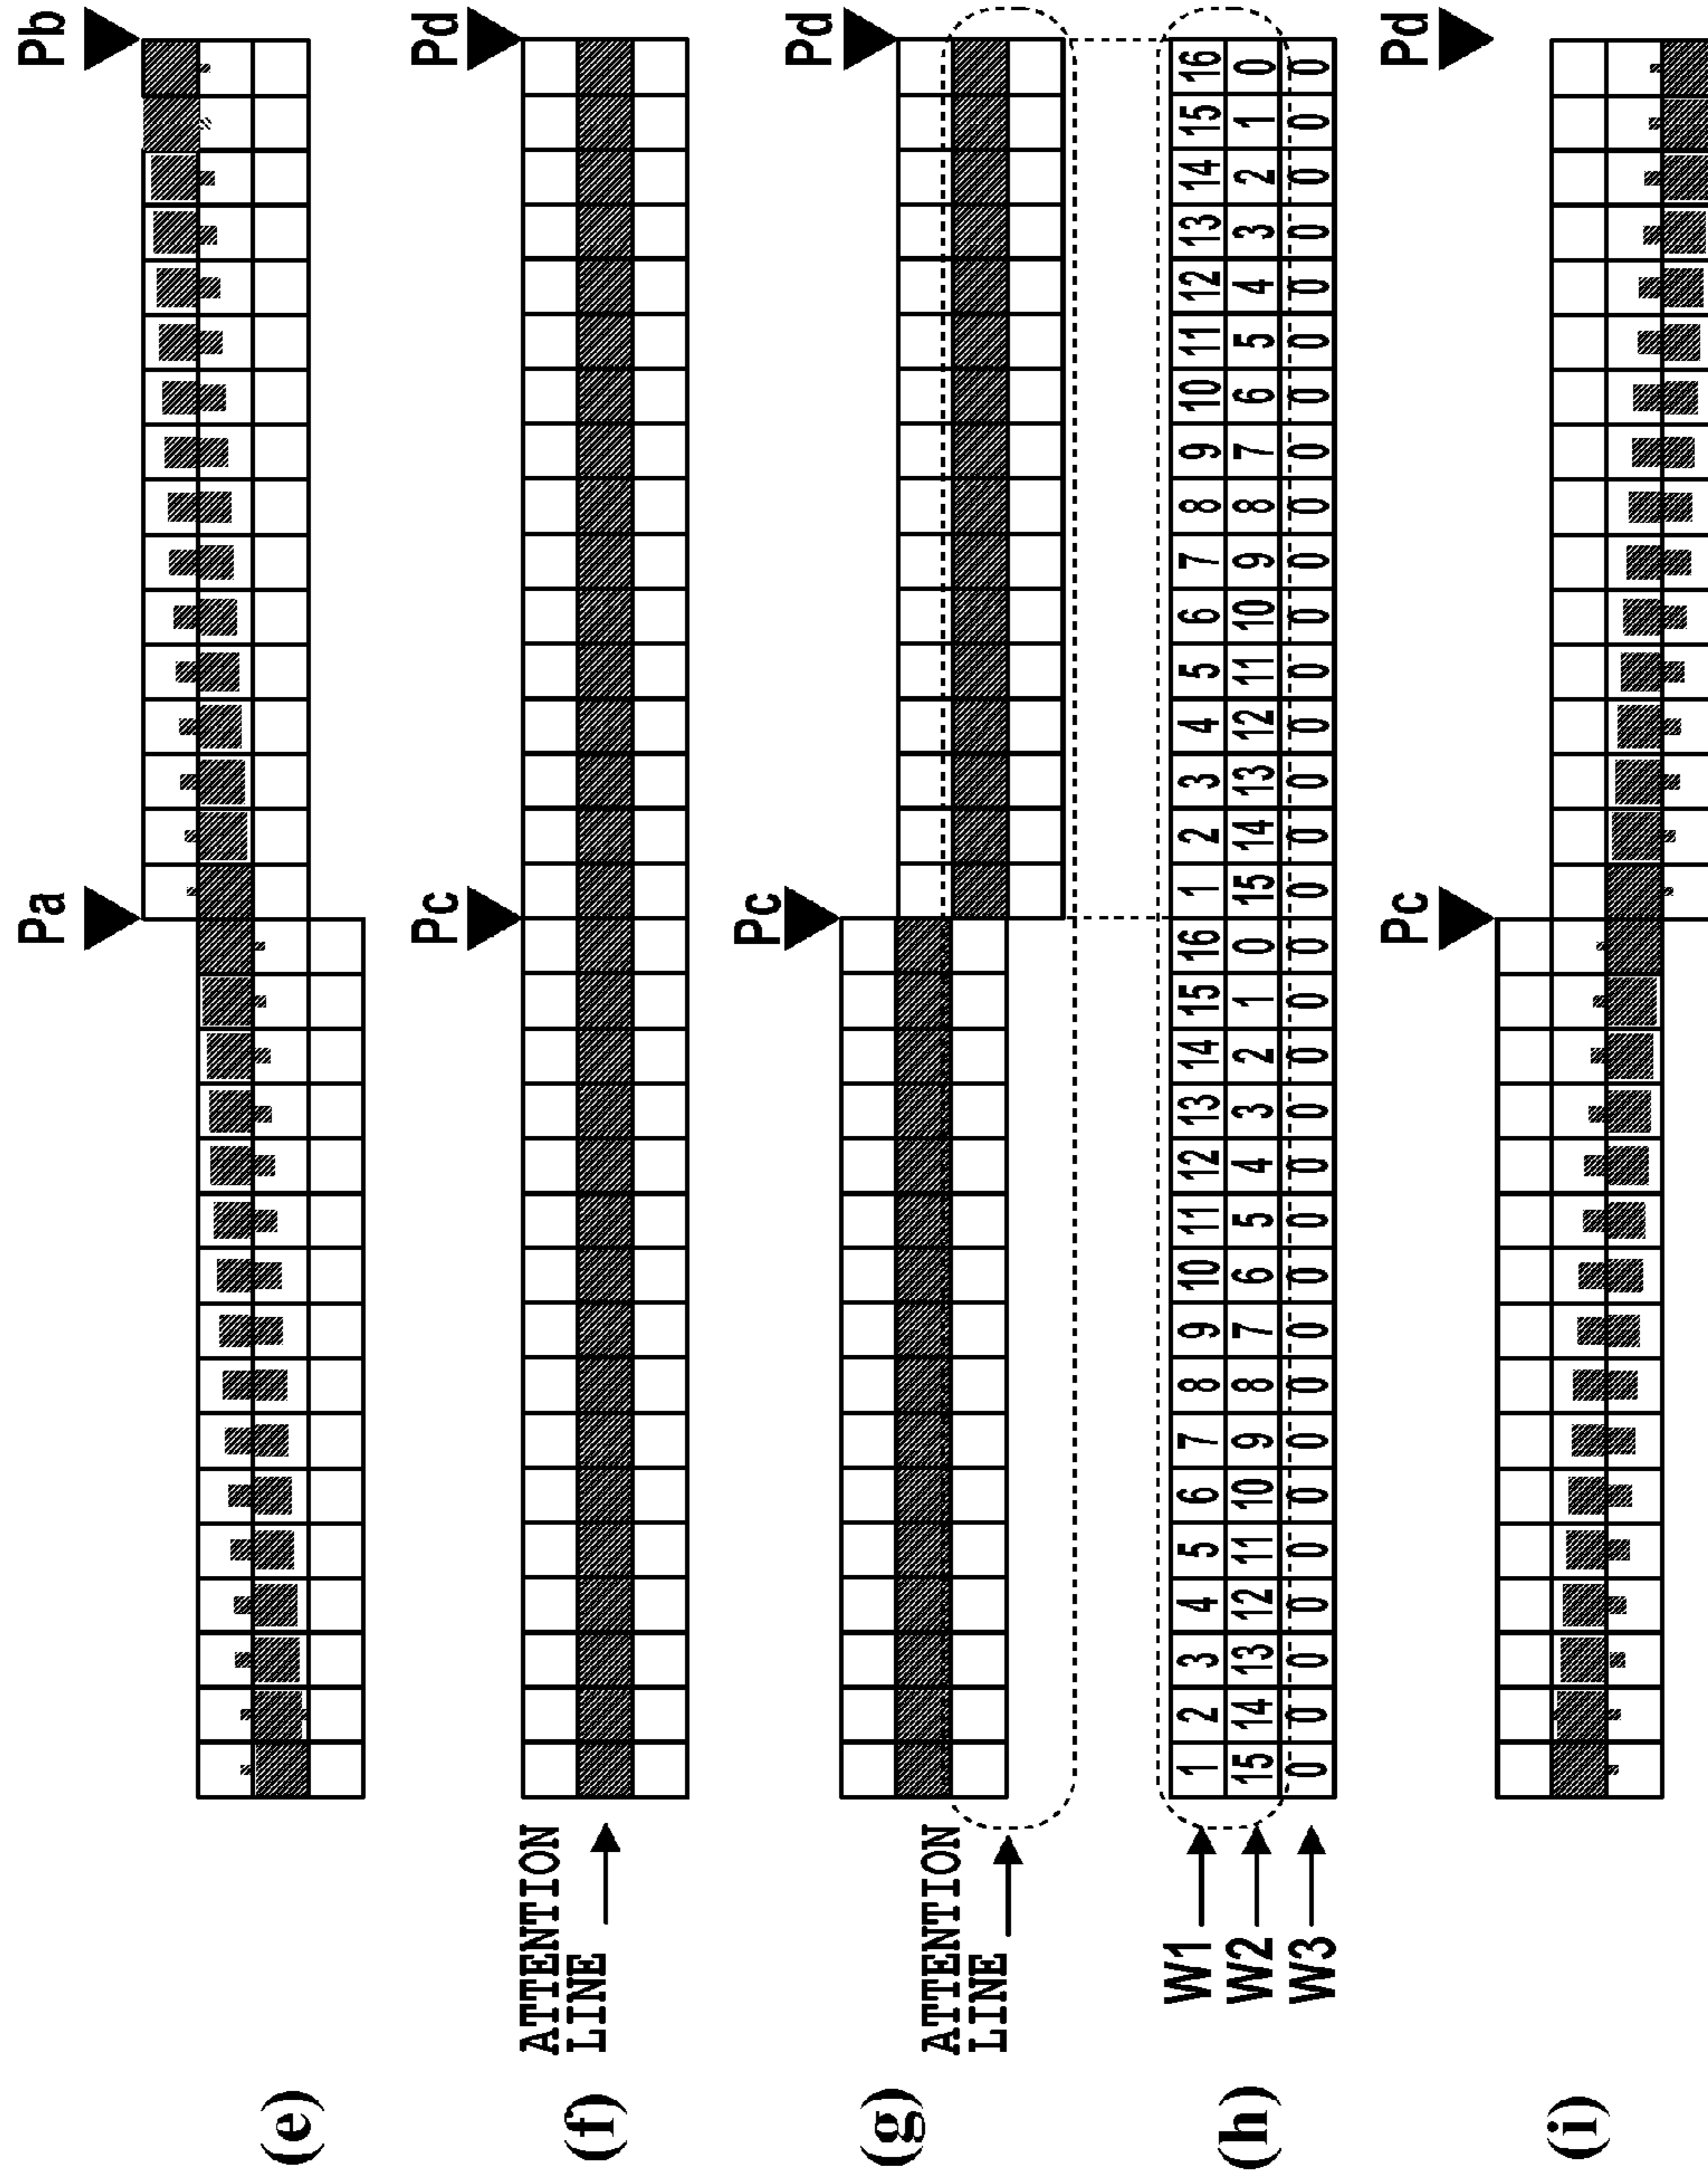 Pa Pb
(e)
Pc Pd
ATTENTION
LINE
(f)
Pc Pd
ATTENTION
LINE
(g)
W1 1 2 3 4 5 6 7 8 9 10 11 12 13 14 15 16 1 2 3 4 5 6 7 8 9 10 11 12 13 14 15 16
W2 15 14 13 12 11 10 9 8 7 6 5 4 3 2 1 0 15 14 13 12 11 10 9 8 7 6 5 4 3 2 1 0
W3 0 0 0 0 0 0 0 0 0 0 0 0 0 0 0 0 0 0 0 0 0 0 0 0 0 0 0 0 0 0 0 0
(h)
Pc Pd
(i)